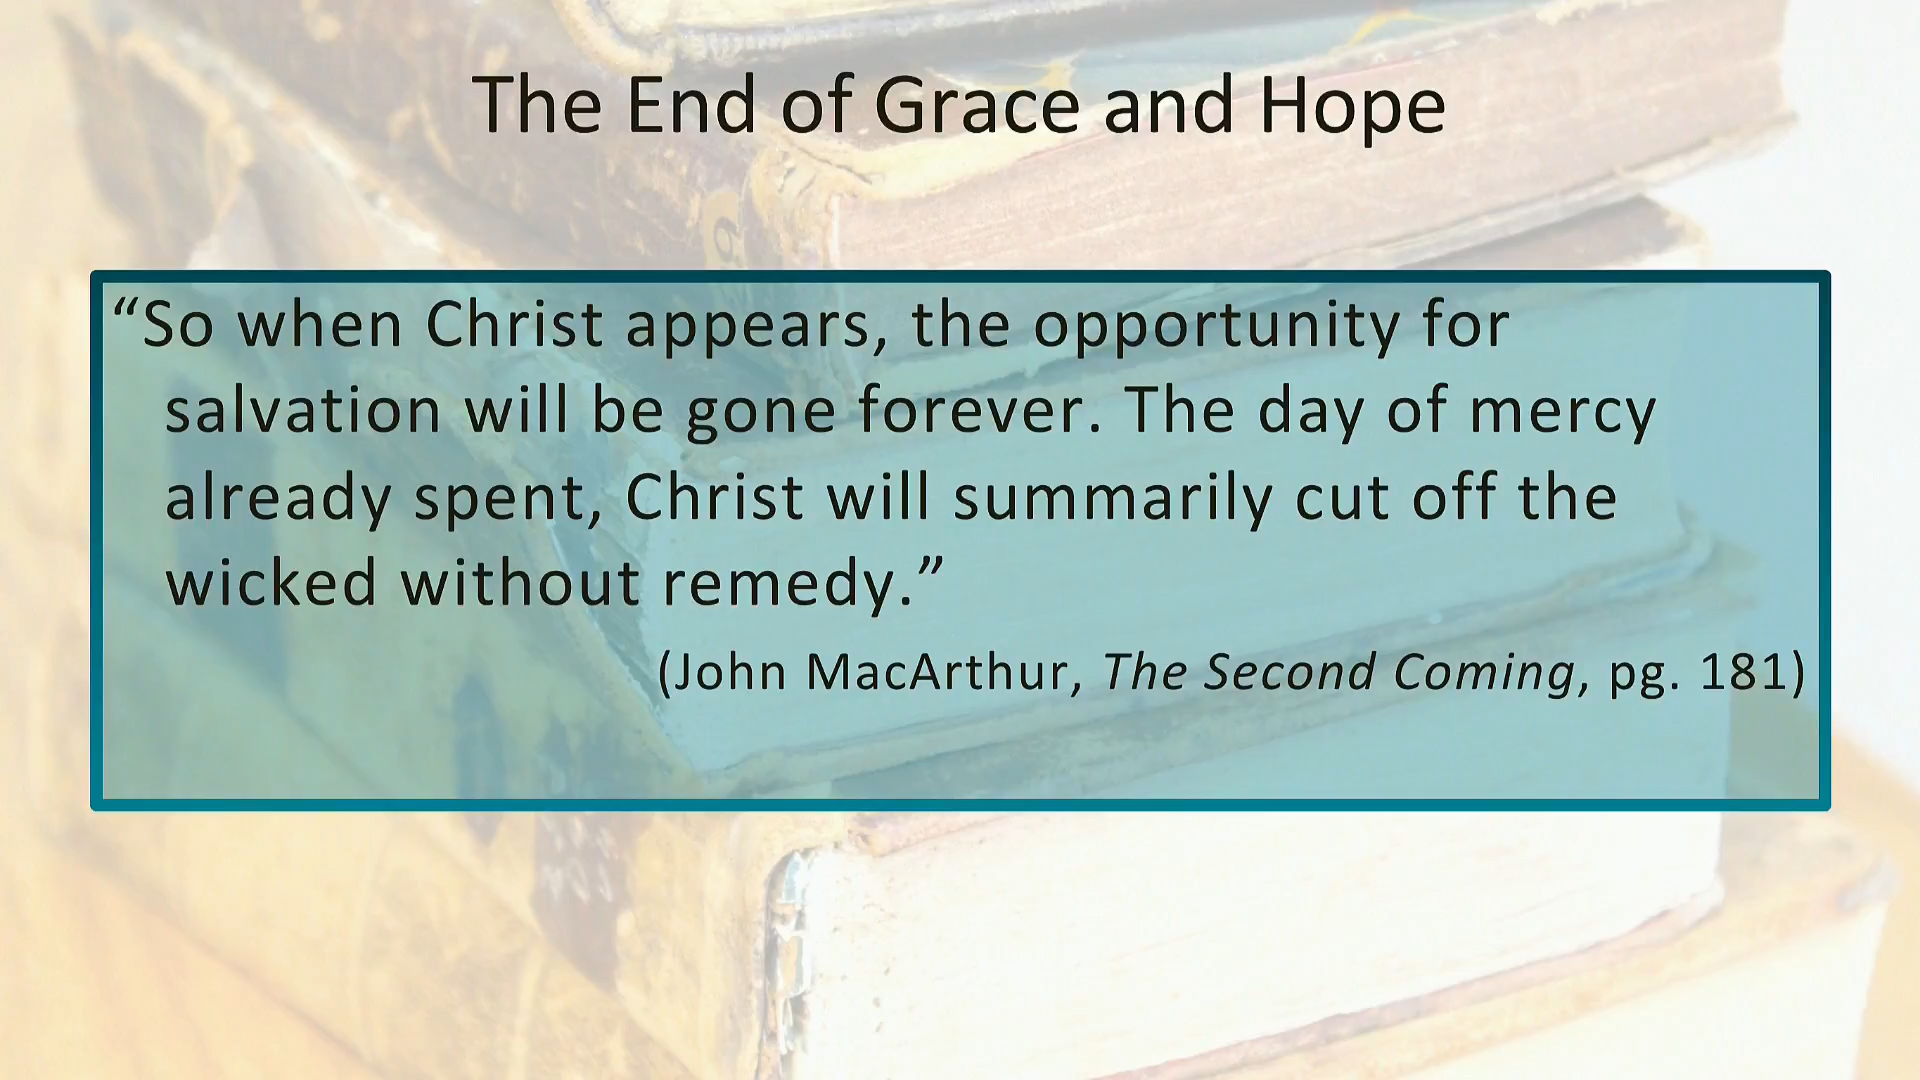 The End of Grace and Hope
“So when Christ appears, the opportunity for
salvation will be gone forever. The day of mercy
already spent, Christ will summarily cut off the
wicked without remedy.”
(John MacArthur, The Second Coming, pg. 181)